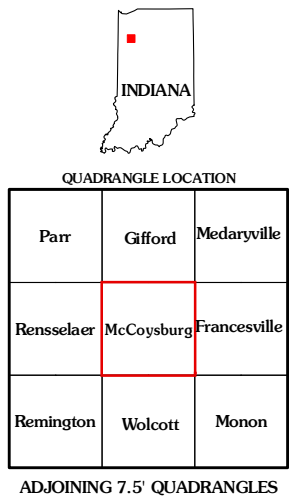 INDIANA
QUADRANGLE LOCATION
Parr Gifford Medaryville
Rensselaer McCoysburg Francesville
Remington Wolcott Monon
ADJOINING 7.5' QUADRANGLES